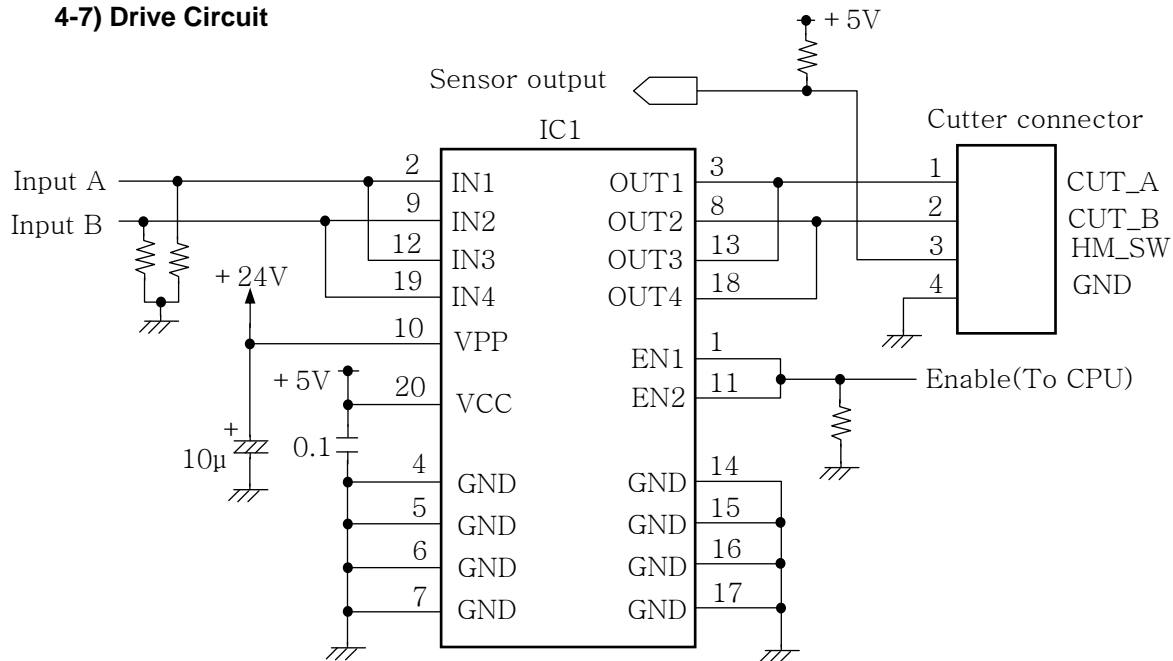 4-7) Drive Circuit
+5V
Sensor output
IC1
Cutter connector
Input A
2
IN1
OUT1
3
1
CUT_A
Input B
9
IN2
OUT2
8
2
CUT_B
12
IN3
OUT3
13
3
HM_SW
19
IN4
OUT4
18
4
GND
+24V
10
VPP
EN1
1
Enable(To CPU)
+5V
20
VCC
EN2
11
+
10μ
0.1
4
GND
GND
14
5
GND
GND
15
6
GND
GND
16
7
GND
GND
17